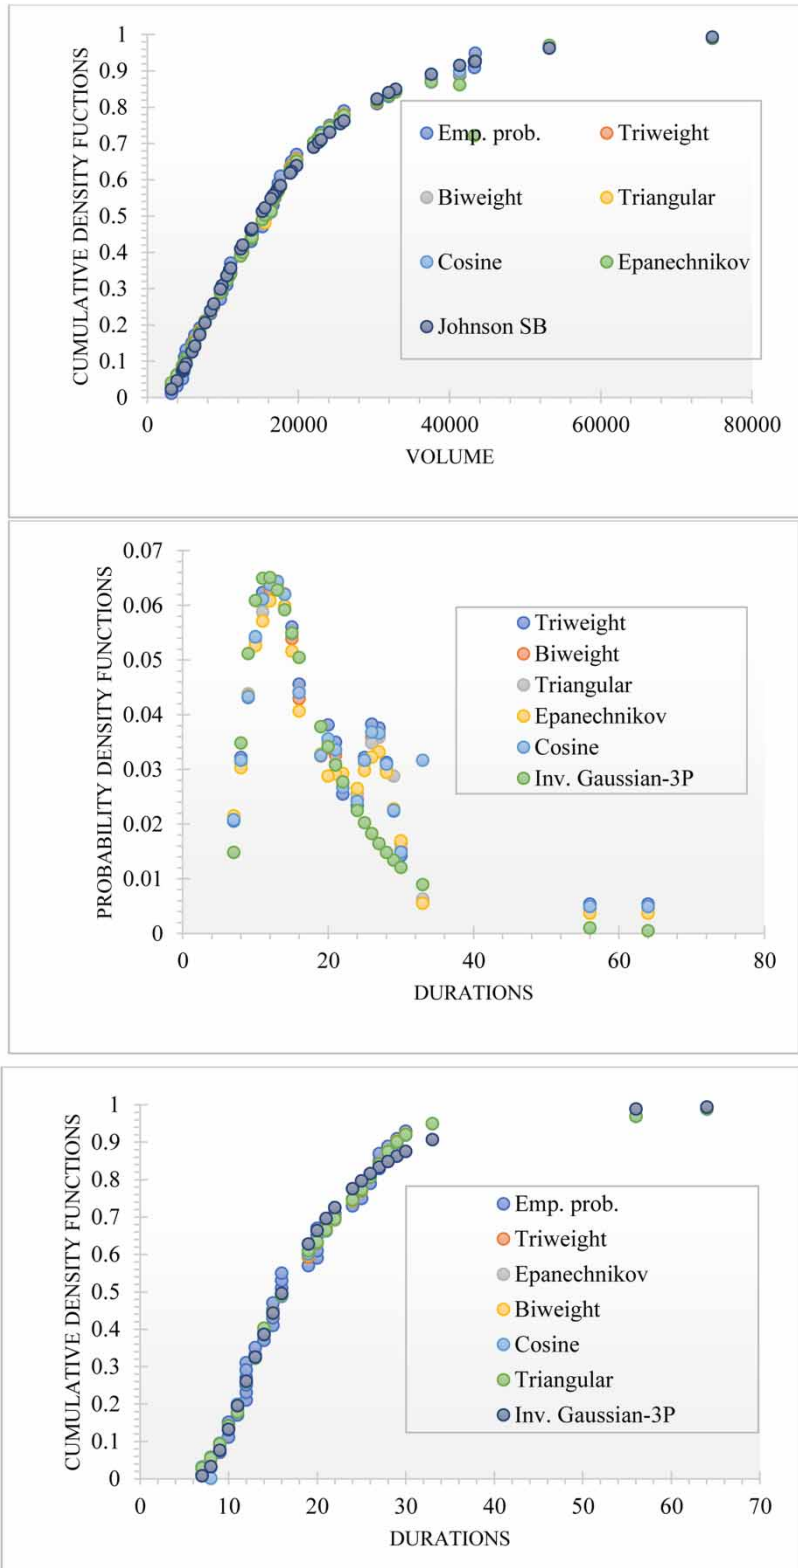 CUMULATIVE DENSITY FUCTIONS
1
0.9
0.8
0.7
0.6
0.5
0.4
0.3
0.2
0.1
0
0 20000 40000 60000 80000
VOLUME
Emp. prob. Triweight
Biweight Triangular
Cosine Epanechnikov
Johnson SB
PROBABILITY DENSITY FUNCTIONS
0.07
0.06
0.05
0.04
0.03
0.02
0.01
0
0 20 40 60 80
DURATIONS
Triweight
Biweight
Triangular
Epanechnikov
Cosine
Inv. Gaussian-3P
CUMULATIVE DENSITY FUNCTIONS
1
0.9
0.8
0.7
0.6
0.5
0.4
0.3
0.2
0.1
0
0 10 20 30 40 50 60 70
DURATIONS
Emp. prob.
Triweight
Epanechnikov
Biweight
Cosine
Triangular
Inv. Gaussian-3P